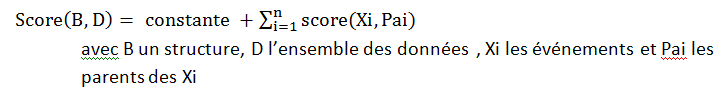 Score(B, D) = constante + ∑ⁿᵢ₌₁ score(Xi, Pai)
avec B un structure, D l’ensemble des données , Xi les événements et Pai les
parents des Xi